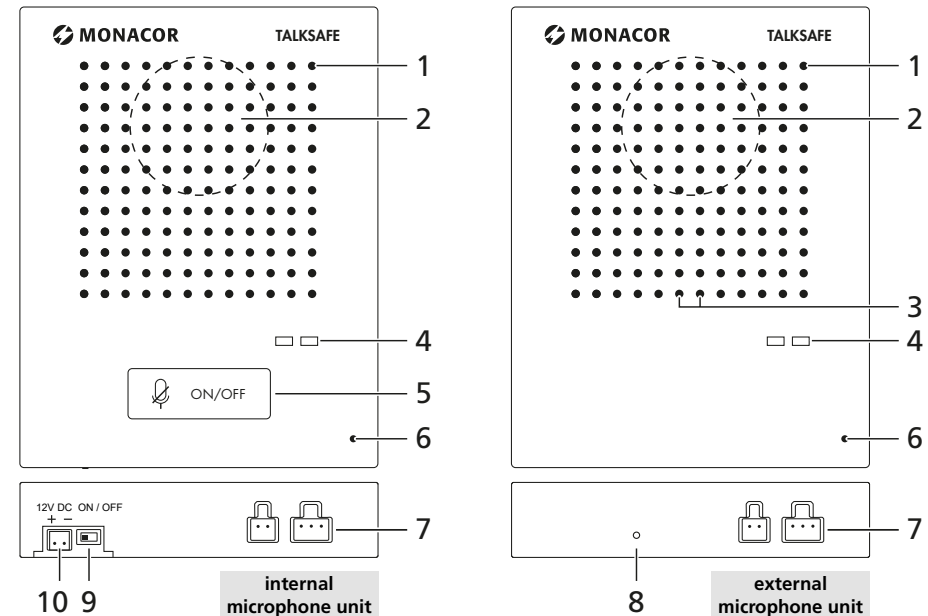 MONACOR TALKSAFE
1
2
4
5
ON/OFF
6
12V DC ON / OFF
+ −
7
10 9
internal
microphone unit
MONACOR TALKSAFE
1
2
3
4
6
7
8
external
microphone unit